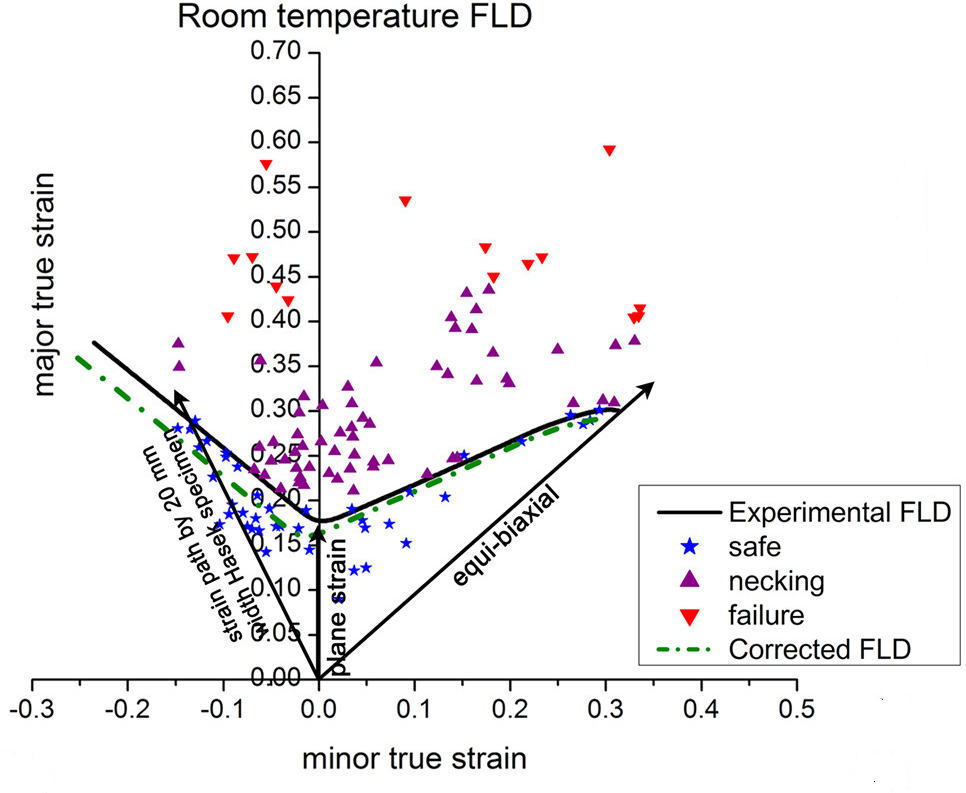 Room temperature FLD
major true strain
0.70
0.65
0.60
0.55
0.50
0.45
0.40
0.35
0.30
0.25
0.20
0.15
0.10
0.05
0.00
strain path by 20 mm
width Hasek specimen
plane strain
equi-biaxial
Experimental FLD
safe
necking
failure
Corrected FLD
-0.3 -0.2 -0.1 0.0 0.1 0.2 0.3 0.4 0.5
minor true strain